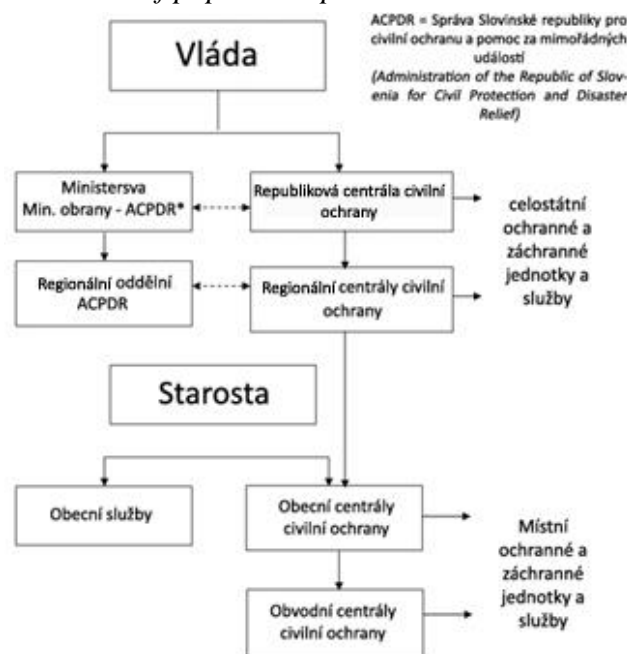 ACPDR = Správa Slovinské republiky pro
civilní ochranu a pomoc za mimořádných
událostí
(Administration of the Republic of Slov-
enia for Civil Protection and Disaster
Relief)
Vláda
Ministersva
Min. obrany - ACPDR*
Republiková centrála civilní
ochrany
celostátní
ochranné a
záchranné
jednotky a
služby
Regionální oddělní
ACPDR
Regionální centrály civilní
ochrany
Starosta
Obecní služby
Obecní centrály
civilní ochrany
Místní
ochranné a
záchranné
jednotky a
služby
Obvodní centrály
civilní ochrany